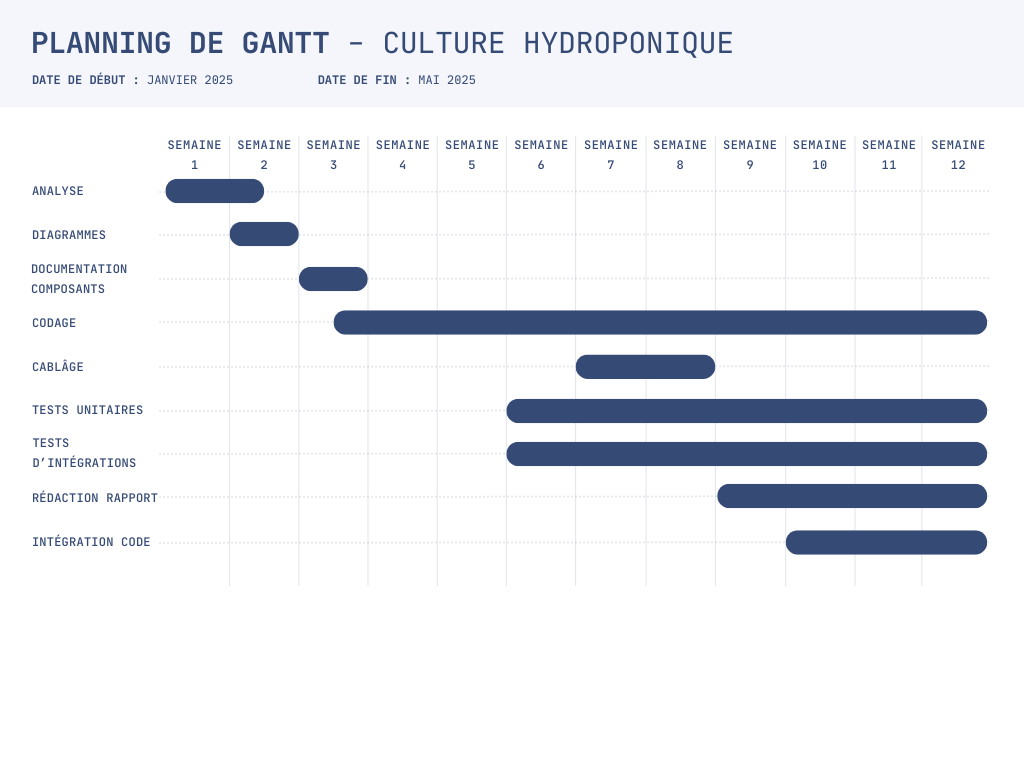 PLANNING DE GANTT – CULTURE HYDROPONIQUE
DATE DE DÉBUT : JANVIER 2025 DATE DE FIN : MAI 2025
SEMAINE SEMAINE SEMAINE SEMAINE SEMAINE SEMAINE SEMAINE SEMAINE SEMAINE SEMAINE SEMAINE SEMAINE
1 2 3 4 5 6 7 8 9 10 11 12
ANALYSE
DIAGRAMMES
DOCUMENTATION
COMPOSANTS
CODAGE
CABLÂGE
TESTS UNITAIRES
TESTS
D’INTÉGRATIONS
RÉDACTION RAPPORT
INTÉGRATION CODE